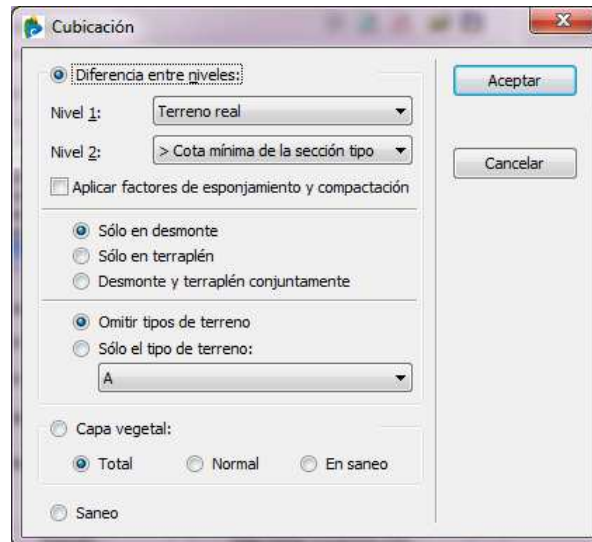 Cubicación
Diferencia entre niveles:
Aceptar
Nivel 1:
Terreno real
Nivel 2:
> Cota mínima de la sección tipo
Cancelar
Aplicar factores de esponjamiento y compactación
Sólo en desmonte
Sólo en terraplén
Desmonte y terraplén conjuntamente
Omitir tipos de terreno
Sólo el tipo de terreno:
A
Capa vegetal:
Total Normal En saneo
Saneo